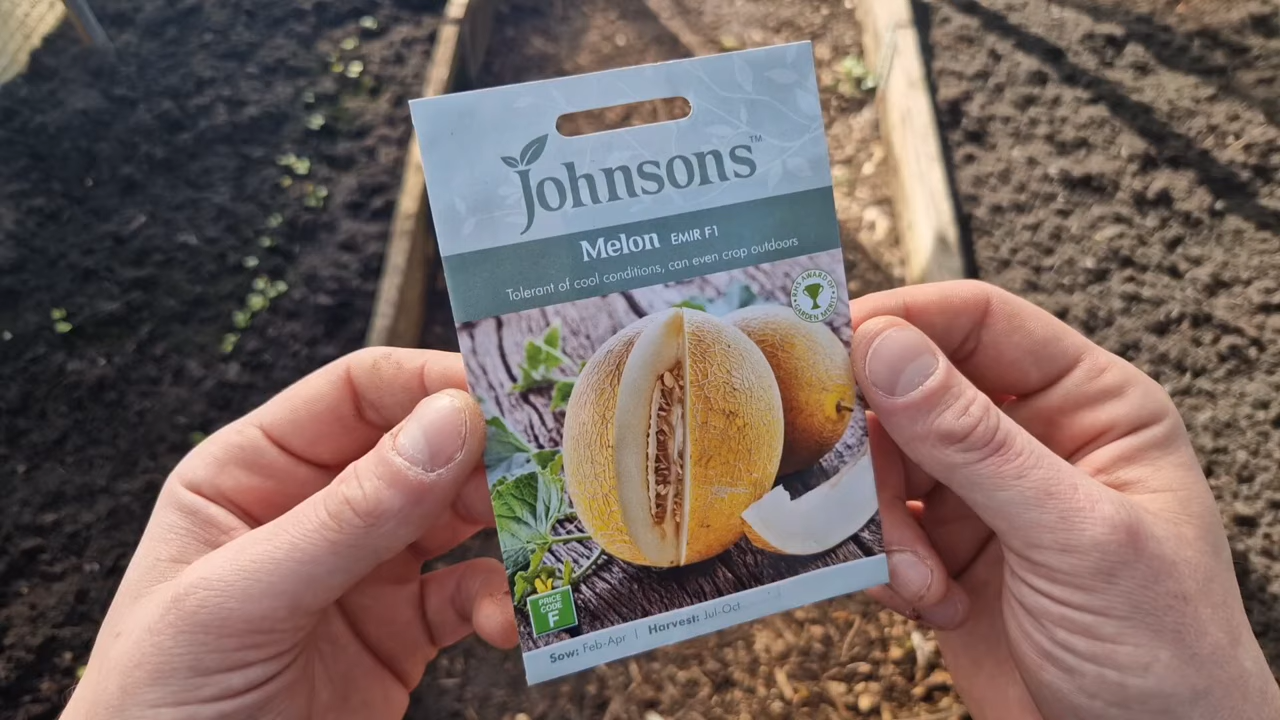 Johnsons™
Melon EMIR F1
Tolerant of cool conditions, can even crop outdoors
RHS AWARD OF
GARDEN MERIT
PRICE
CODE
F
Sow: Feb-Apr | Harvest: Jul-Oct